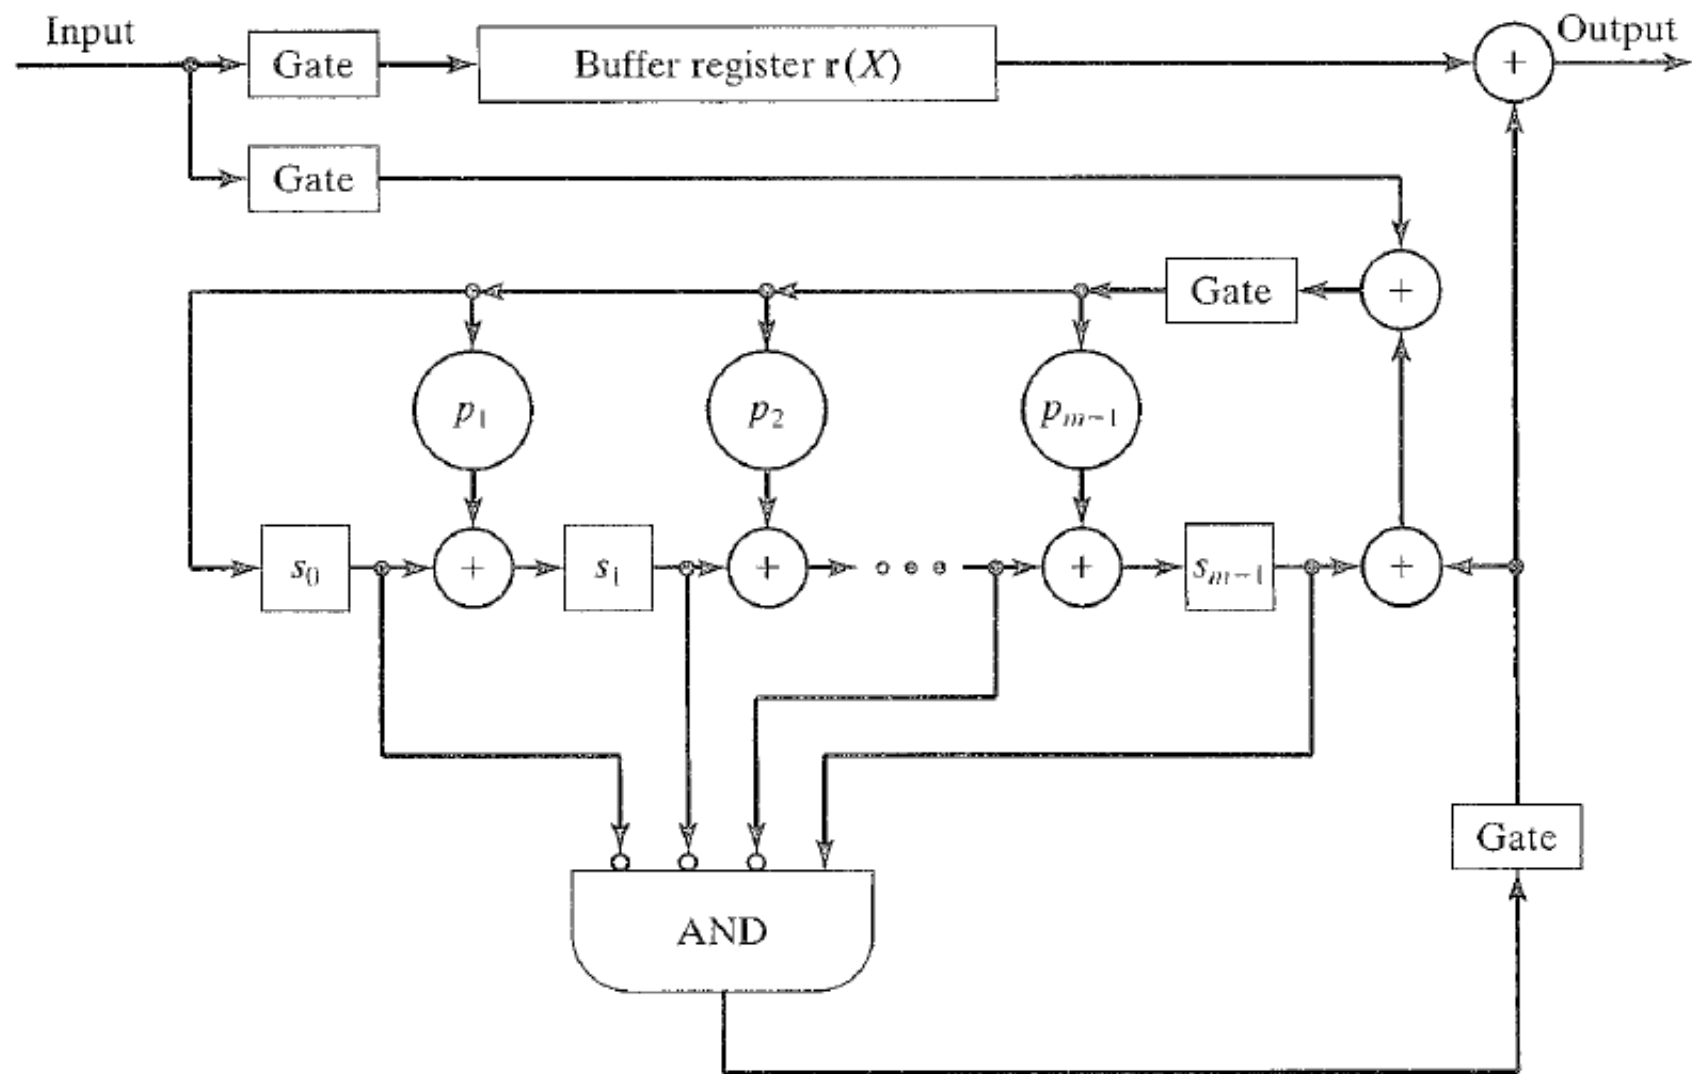 Input
Output
Gate
Buffer register r(X)
+
Gate
Gate
+
p₁
p₂
pₘ₋₁
s₀
+
s₁
+
+
sₘ₋₁
+
Gate
AND